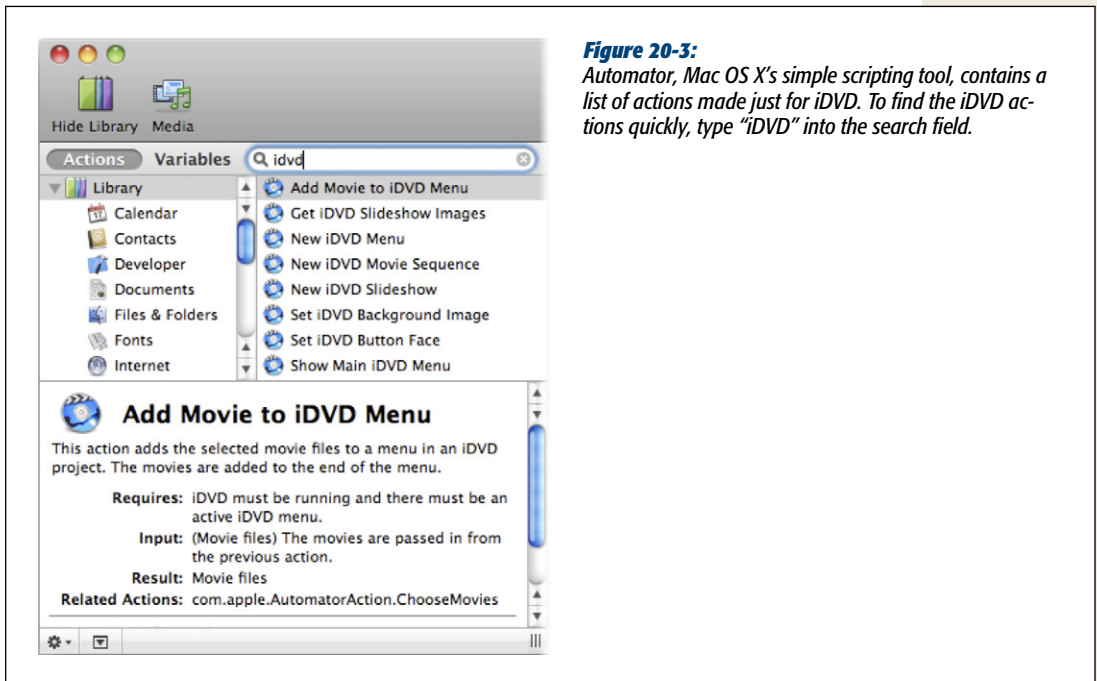 Hide Library Media
Actions Variables idvd
Library
Calendar
Contacts
Developer
Documents
Files & Folders
Fonts
Internet
Add Movie to iDVD Menu
Get iDVD Slideshow Images
New iDVD Menu
New iDVD Movie Sequence
New iDVD Slideshow
Set iDVD Background Image
Set iDVD Button Face
Show Main iDVD Menu
Add Movie to iDVD Menu
This action adds the selected movie files to a menu in an iDVD
project. The movies are added to the end of the menu.
Requires: iDVD must be running and there must be an
active iDVD menu.
Input: (Movie files) The movies are passed in from
the previous action.
Result: Movie files
Related Actions: com.apple.AutomatorAction.ChooseMovies
Figure 20-3:
Automator, Mac OS X's simple scripting tool, contains a
list of actions made just for iDVD. To find the iDVD ac-
tions quickly, type “iDVD” into the search field.